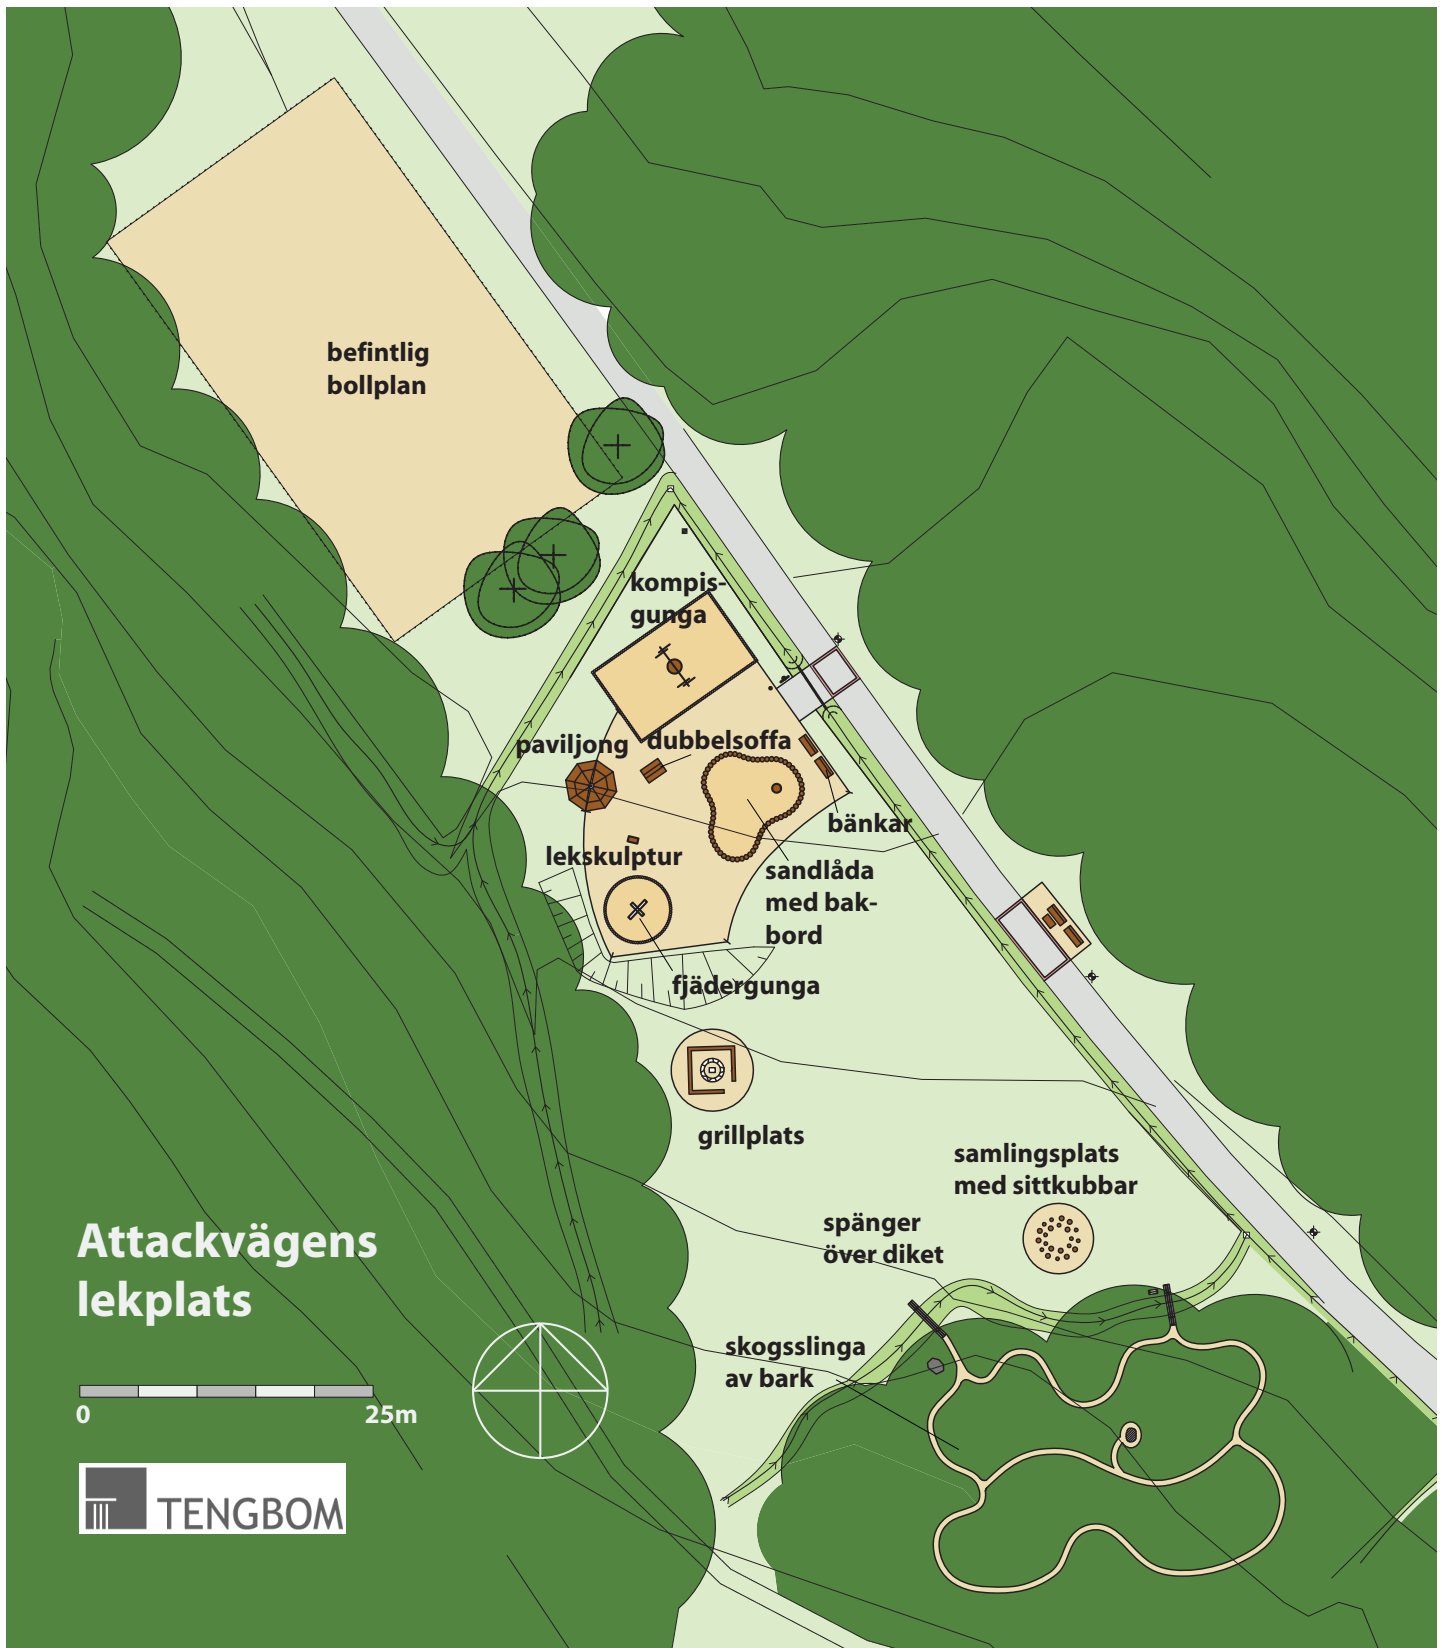 befintlig
bollplan
kompis-
gunga
paviljong
dubbelsoffa
bänkar
lekskulptur
sandlåda
med bak-
bord
fjädergunga
grillplats
samlingsplats
med sittkubbar
spänger
över diket
skogsslinga
av bark
Attackvägens
lekplats
0 25m
TENGBOM